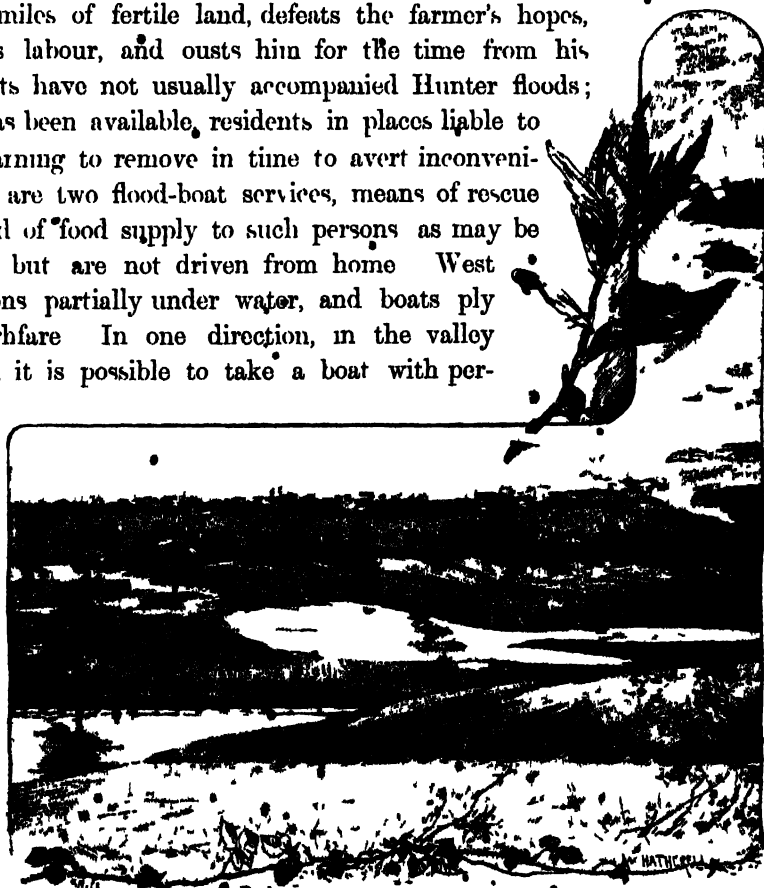 miles of fertile land, defeats the farmer's hopes,
s labour, and ousts him for the time from his
ts have not usually accompanied Hunter floods;
as been available, residents in places liable to
arning to remove in time to avert inconveni-
are two flood-boat services, means of rescue
d of food supply to such persons as may be
but are not driven from home West
ons partially under water, and boats ply
hfare In one direction, in the valley
it is possible to take a boat with per-
HATHERELL